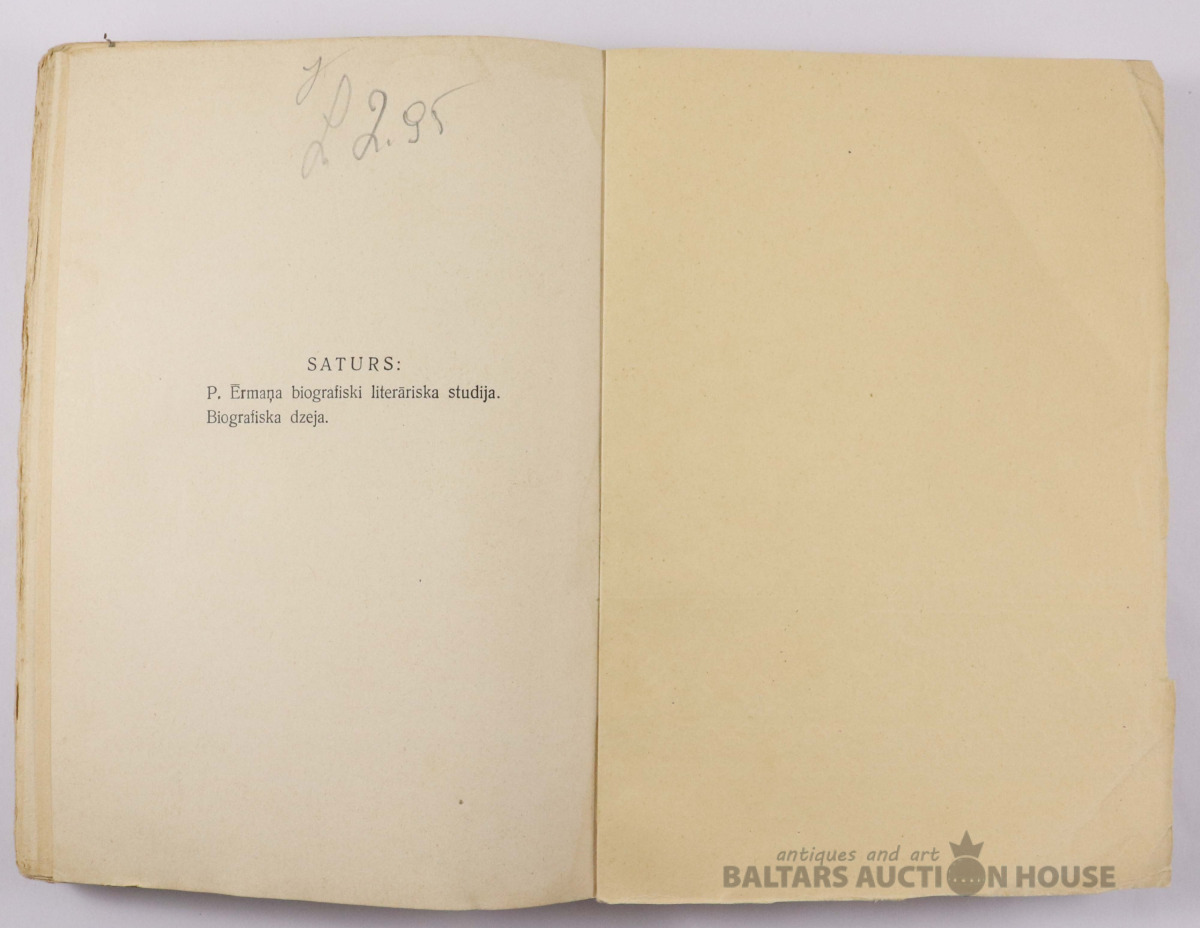 Ls 2.95
SATURS:
P. Ērmaņa biografiski literāriska studija.
Biografiska dzeja.
antiques and art
BALTARS AUCTION HOUSE